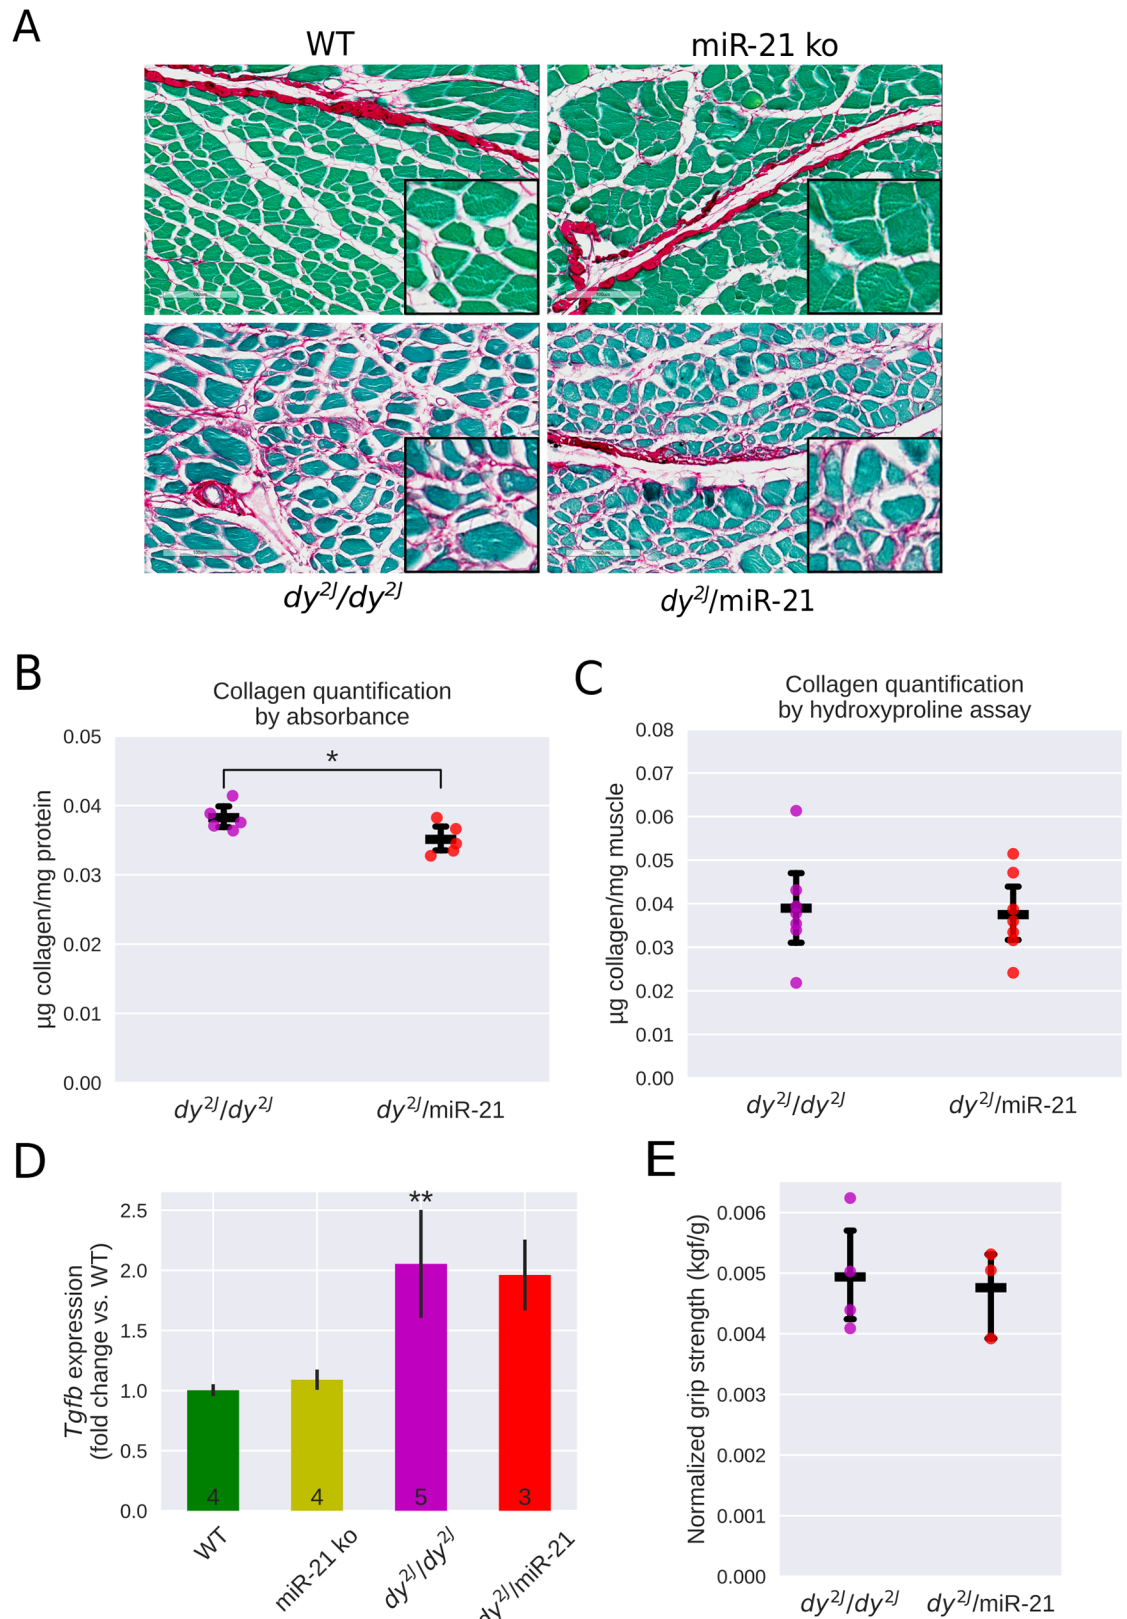 A
WT
miR-21 ko
100µm
100µm
100µm
100µm
dy²ᴶ/dy²ᴶ
dy²ᴶ/miR-21
B
Collagen quantification
by absorbance
µg collagen/mg protein
0.05
0.04
0.03
0.02
0.01
0.00
*
dy²ᴶ/dy²ᴶ
dy²ᴶ/miR-21
C
Collagen quantification
by hydroxyproline assay
µg collagen/mg muscle
0.08
0.07
0.06
0.05
0.04
0.03
0.02
0.01
0.00
dy²ᴶ/dy²ᴶ
dy²ᴶ/miR-21
D
Tgfb expression
(fold change vs. WT)
2.5
2.0
1.5
1.0
0.5
0.0
**
4
4
5
3
WT
miR-21 ko
dy²ᴶ/dy²ᴶ
dy²ᴶ/miR-21
E
Normalized grip strength (kgf/g)
0.006
0.005
0.004
0.003
0.002
0.001
0.000
dy²ᴶ/dy²ᴶ
dy²ᴶ/miR-21